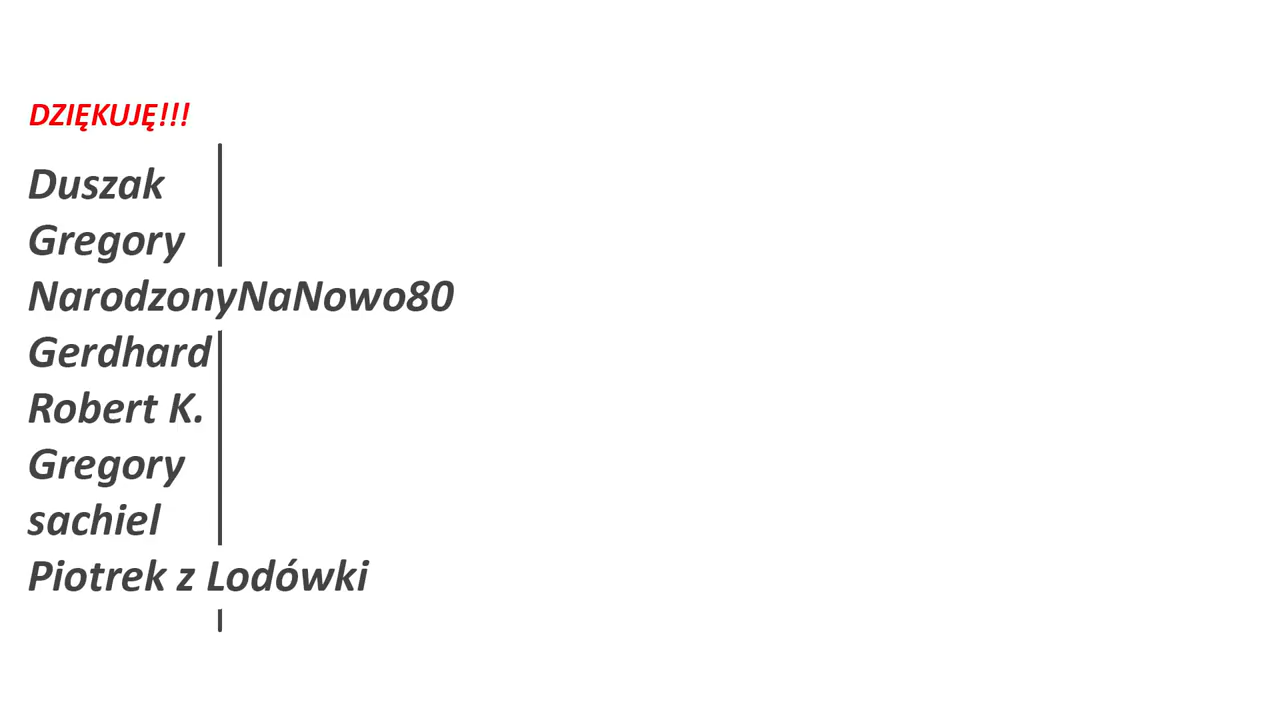 DZIĘKUJĘ!!!
Duszak
Gregory
NarodzonyNaNowo80
Gerdhard
Robert K.
Gregory
sachiel
Piotrek z Lodówki